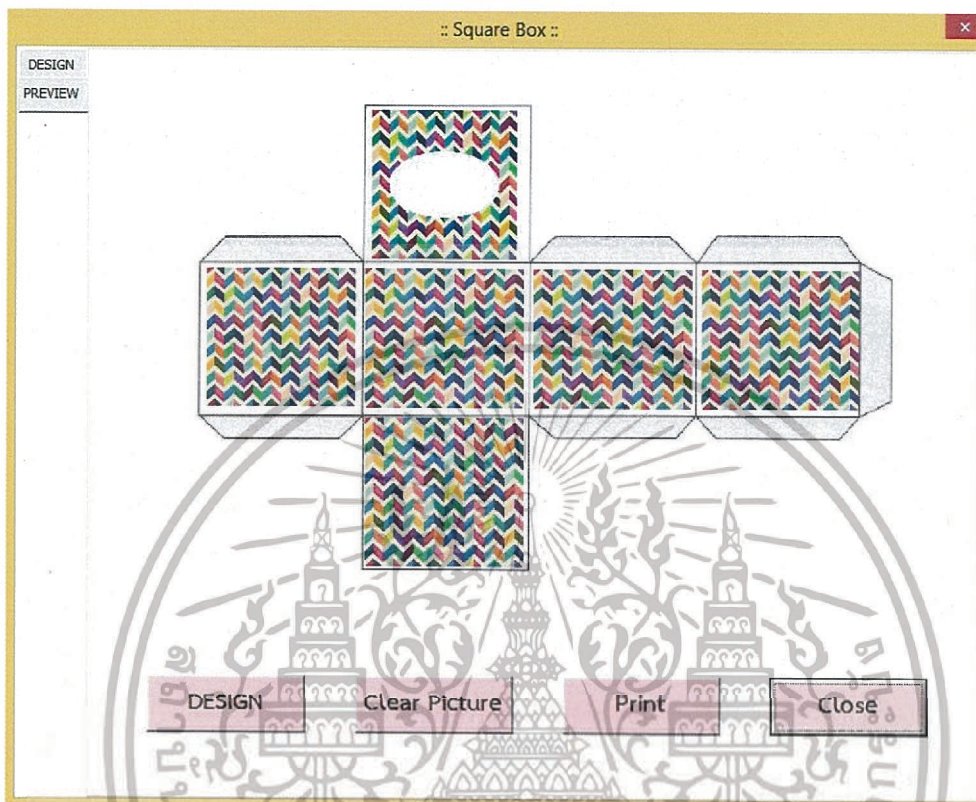 :: Square Box ::
DESIGN
PREVIEW
DESIGN
Clear Picture
Print
Close